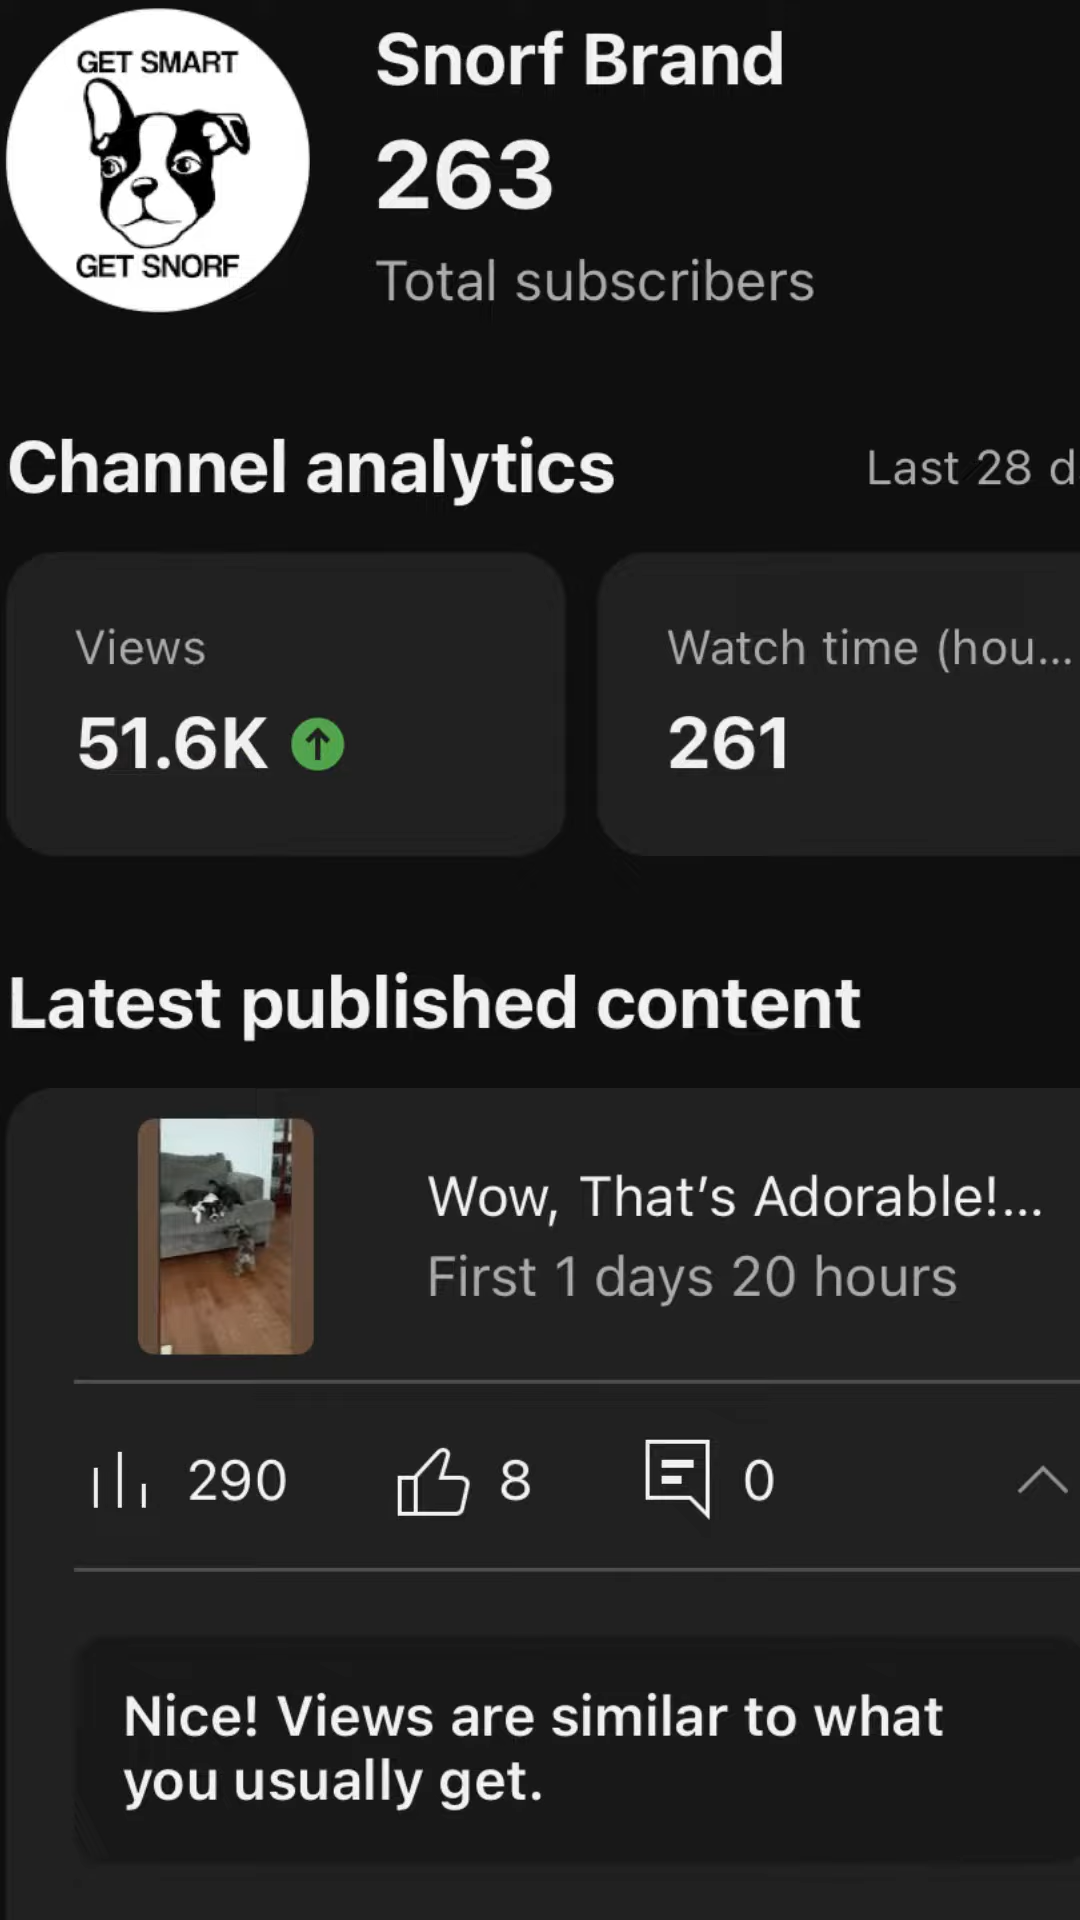 GET SMART
GET SNORF
Snorf Brand
263
Total subscribers
Channel analytics
Last 28 d
Views
51.6K
Watch time (hou...
261
Latest published content
Wow, That's Adorable!...
First 1 days 20 hours
290 8 0
Nice! Views are similar to what
you usually get.